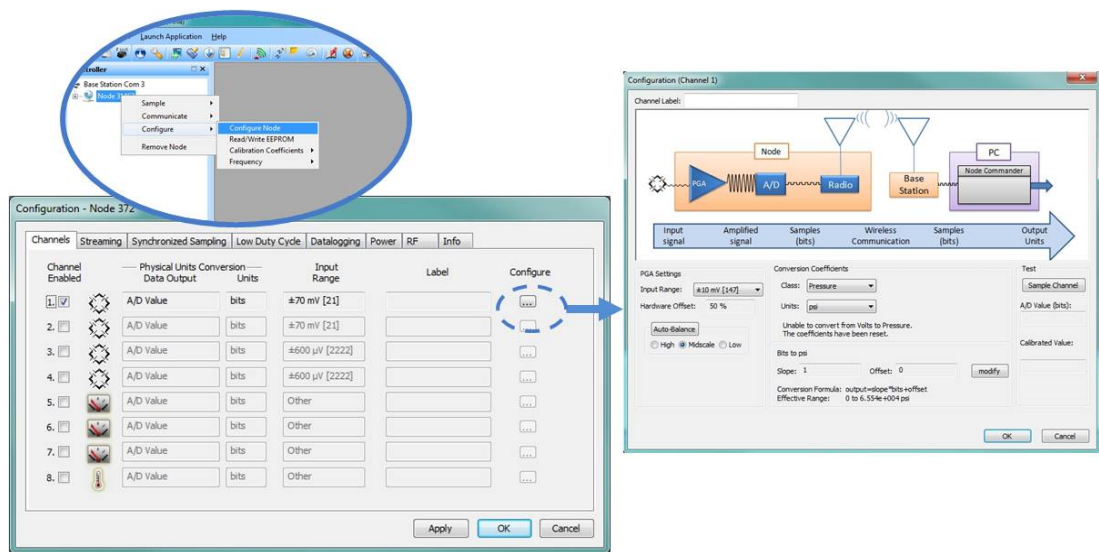 Launch Application Help
Base Station Com 3
Node
Sample
Communicate
Configure
Remove Node
Configure Node
Read/Write EEPROM
Calibration Coefficients
Frequency
Configuration - Node 372
Channels Streaming Synchronized Sampling Low Duty Cycle Datalogging Power RF Info
Channel Enabled
Physical Units Conversion
Data Output Units
Input Range
Label
Configure
1. A/D Value bits ±70 mV [21] ...
2. A/D Value bits ±70 mV [21] ...
3. A/D Value bits ±600 µV [2222] ...
4. A/D Value bits ±600 µV [2222] ...
5. A/D Value bits Other ...
6. A/D Value bits Other ...
7. A/D Value bits Other ...
8. A/D Value bits Other ...
Apply OK Cancel
Configuration (Channel 1)
Channel Label:
Node
PGA
A/D
Radio
Base Station
PC
Node Commander
Input signal
Amplified signal
Samples (bits)
Wireless Communication
Samples (bits)
Output Units
PGA Settings
Input Range: ±10 mV [147]
Hardware Offset: 50 %
Auto-Balance
High Midscale Low
Conversion Coefficients
Class: Pressure
Units: psi
Unable to convert from Volts to Pressure.
The coefficients have been reset.
Bits to psi
Slope: 1 Offset: 0 modify
Conversion Formula: output=slope*bits+offset
Effective Range: 0 to 6.554e+004 psi
Test
Sample Channel
A/D Value (bits):
Calibrated Value:
OK Cancel